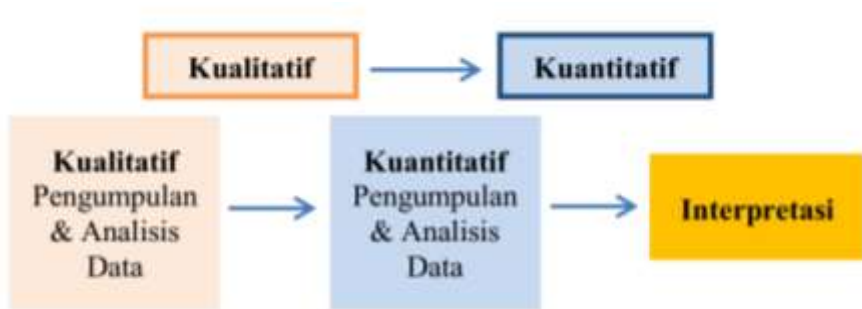 Kualitatif
Kuantitatif
Kualitatif
Pengumpulan
& Analisis
Data
Kuantitatif
Pengumpulan
& Analisis
Data
Interpretasi